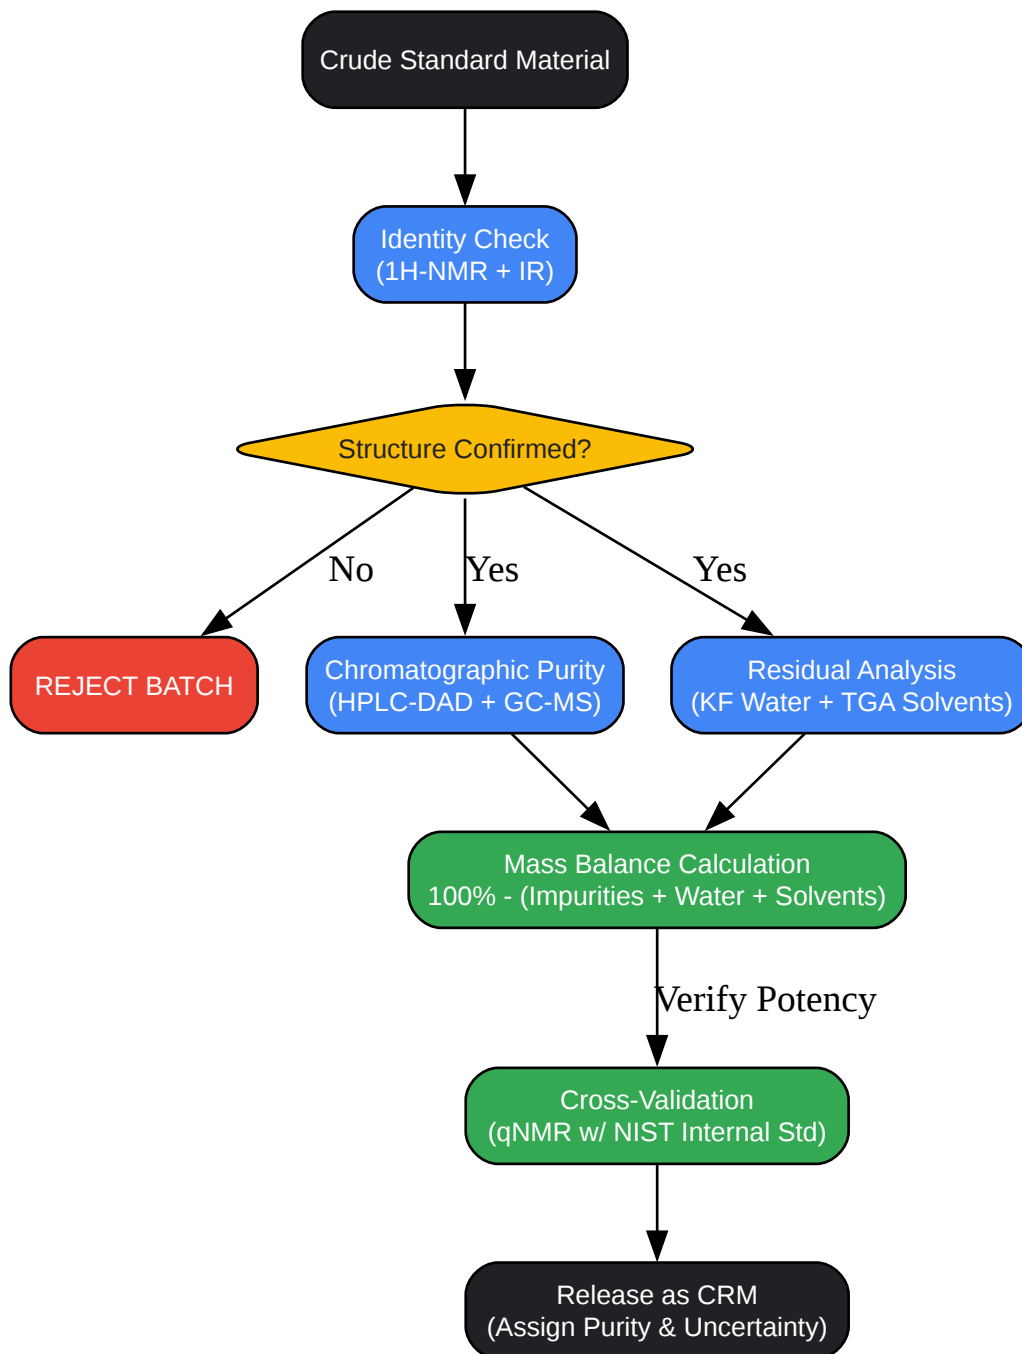 Crude Standard Material
Identity Check
(1H-NMR + IR)
Structure Confirmed?
No
Yes
Yes
REJECT BATCH
Chromatographic Purity
(HPLC-DAD + GC-MS)
Residual Analysis
(KF Water + TGA Solvents)
Mass Balance Calculation
100% - (Impurities + Water + Solvents)
Verify Potency
Cross-Validation
(qNMR w/ NIST Internal Std)
Release as CRM
(Assign Purity & Uncertainty)